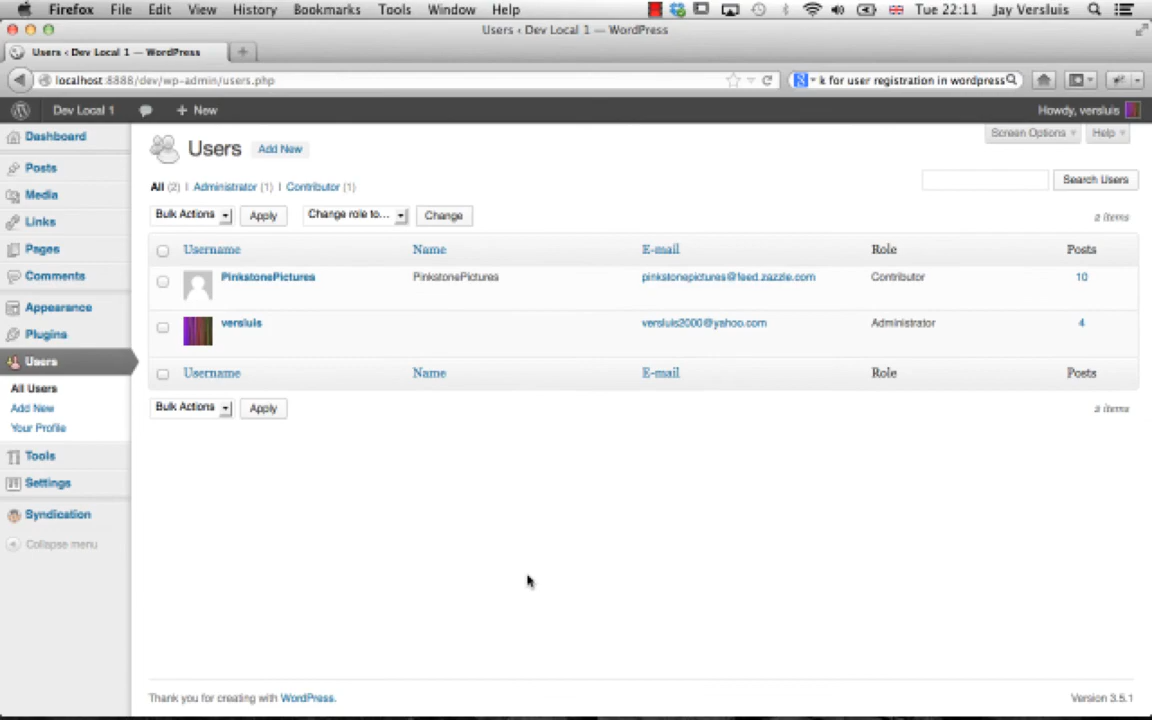 Firefox File Edit View History Bookmarks Tools Window Help Tue 22:11 Jay Versluis
Users ‹ Dev Local 1 — WordPress
Users ‹ Dev Local 1 — WordPress
localhost:8888/dev/wp-admin/users.php k for user registration in wordpress
Dev Local 1 + New Howdy, versluis
Dashboard
Posts
Media
Links
Pages
Comments
Appearance
Plugins
Users
All Users
Add New
Your Profile
Tools
Settings
Syndication
Collapse menu
Screen Options Help
Users Add New
All (2) | Administrator (1) | Contributor (1)
Search Users
Bulk Actions Apply Change role to... Change 2 items
Username Name E-mail Role Posts
PinkstonePictures PinkstonePictures pinkstonepictures@feed.zazzle.com Contributor 10
versluis versluis2000@yahoo.com Administrator 4
Username Name E-mail Role Posts
Bulk Actions Apply 2 items
Thank you for creating with WordPress. Version 3.5.1